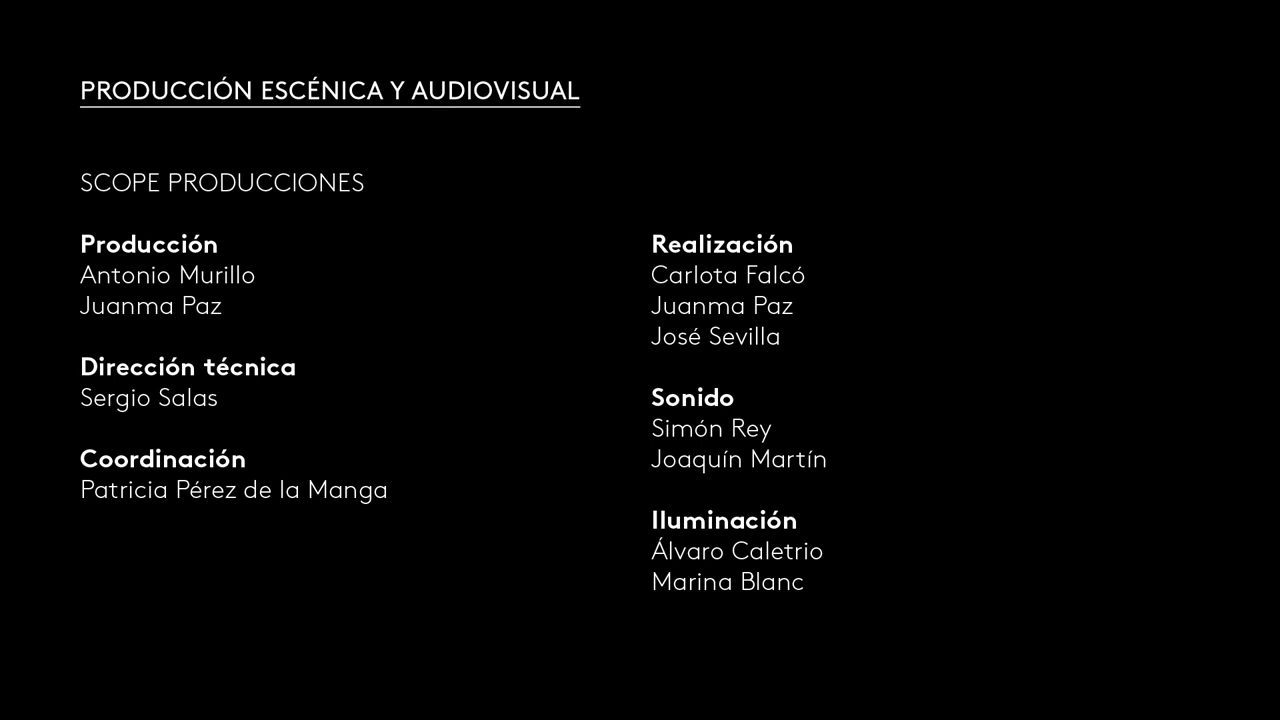 PRODUCCIÓN ESCÉNICA Y AUDIOVISUAL
SCOPE PRODUCCIONES
Producción
Antonio Murillo
Juanma Paz
Dirección técnica
Sergio Salas
Coordinación
Patricia Pérez de la Manga
Realización
Carlota Falcó
Juanma Paz
José Sevilla
Sonido
Simón Rey
Joaquín Martín
Iluminación
Álvaro Caletrio
Marina Blanc